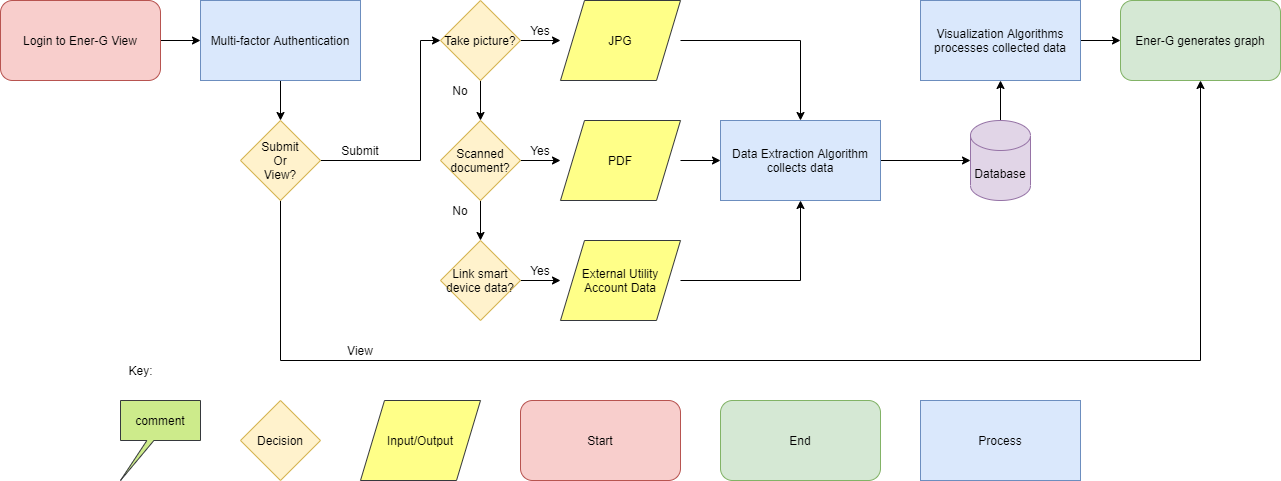 Login to Ener-G View
Multi-factor Authentication
Take picture?
Yes
JPG
Visualization Algorithms
processes collected data
Ener-G generates graph
No
Submit
Or
View?
Submit
Scanned
document?
Yes
PDF
Data Extraction Algorithm
collects data
Database
No
Link smart
device data?
Yes
External Utility
Account Data
View
Key:
comment
Decision
Input/Output
Start
End
Process